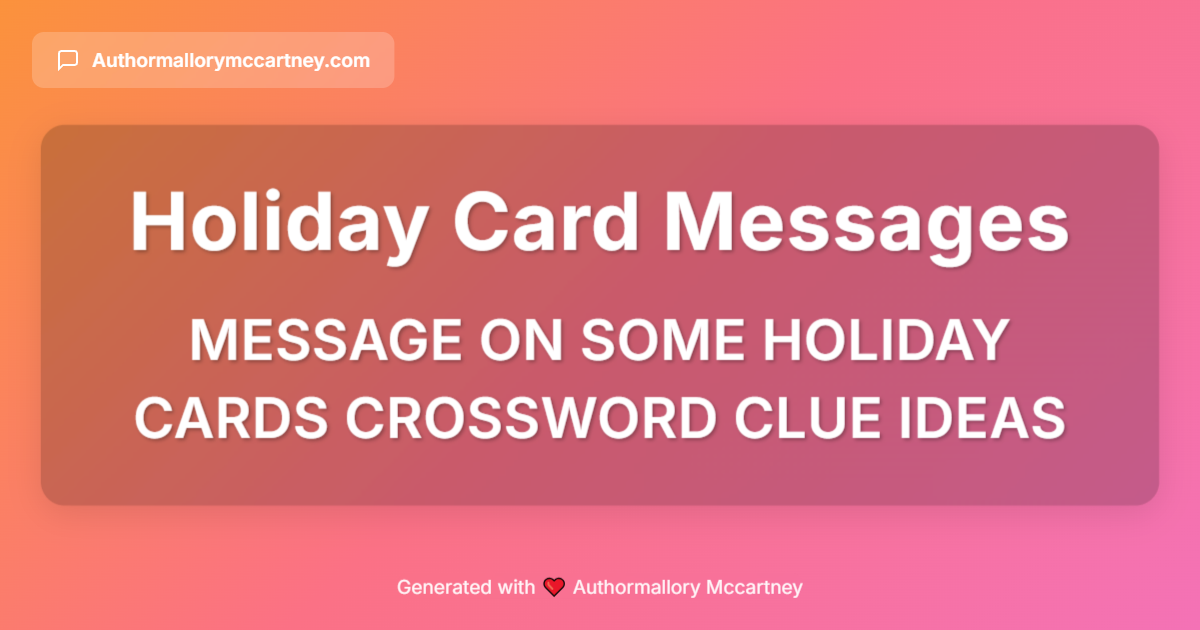 Authormallorymccartney.com
Holiday Card Messages
MESSAGE ON SOME HOLIDAY
CARDS CROSSWORD CLUE IDEAS
Generated with ❤️ Authormallory Mccartney